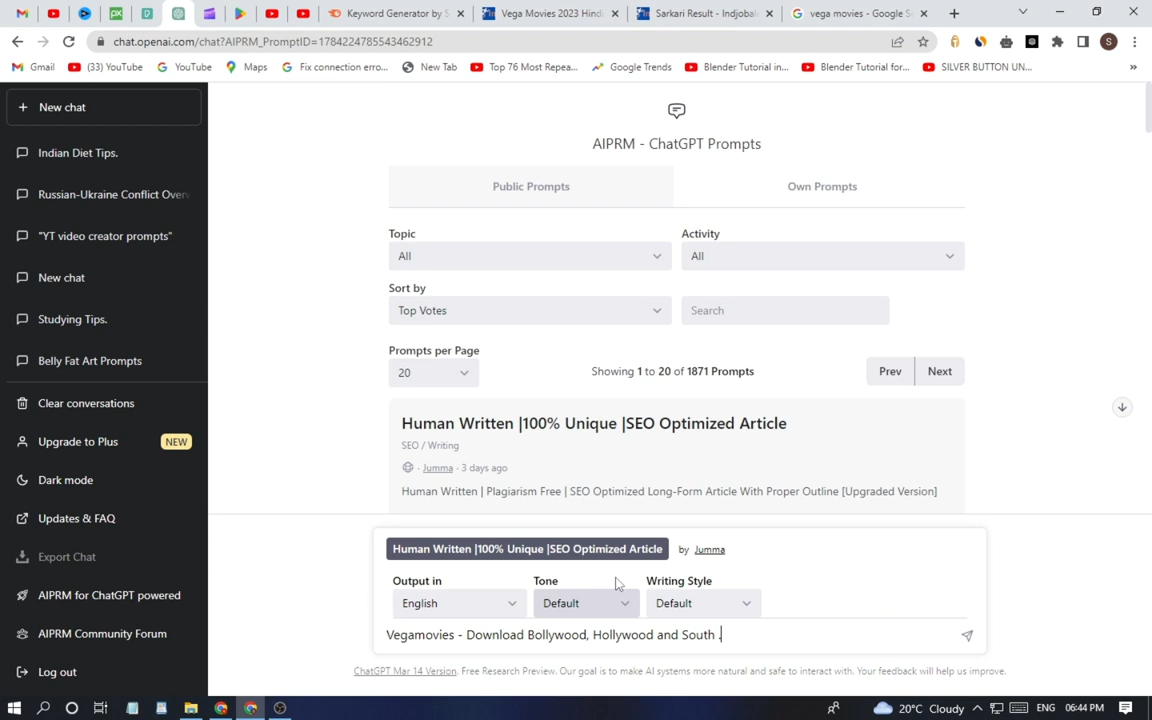 Keyword Generator by S
Vega Movies 2023 Hindi
Sarkari Result - Indjobal
vega movies - Google Se
chat.openai.com/chat?AIPRM_PromptID=1784224785543462912
S
Gmail
(33) YouTube
YouTube
Maps
Fix connection erro...
New Tab
Top 76 Most Repea...
Google Trends
Blender Tutorial in...
Blender Tutorial for...
SILVER BUTTON UN...
»
+ New chat
Indian Diet Tips.
Russian-Ukraine Conflict Over
"YT video creator prompts"
New chat
Studying Tips.
Belly Fat Art Prompts
Clear conversations
Upgrade to Plus NEW
Dark mode
Updates & FAQ
Export Chat
AIPRM for ChatGPT powered
AIPRM Community Forum
Log out
AIPRM - ChatGPT Prompts
Public Prompts Own Prompts
Topic Activity
All All
Sort by
Top Votes Search
Prompts per Page
20 Showing 1 to 20 of 1871 Prompts Prev Next
Human Written |100% Unique |SEO Optimized Article
SEO / Writing
· Jumma · 3 days ago
Human Written | Plagiarism Free | SEO Optimized Long-Form Article With Proper Outline [Upgraded Version]
Human Written |100% Unique |SEO Optimized Article by Jumma
Output in Tone Writing Style
English Default Default
Vegamovies - Download Bollywood, Hollywood and South .
ChatGPT Mar 14 Version. Free Research Preview. Our goal is to make AI systems more natural and safe to interact with. Your feedback will help us improve.
20°C Cloudy ENG 06:44 PM